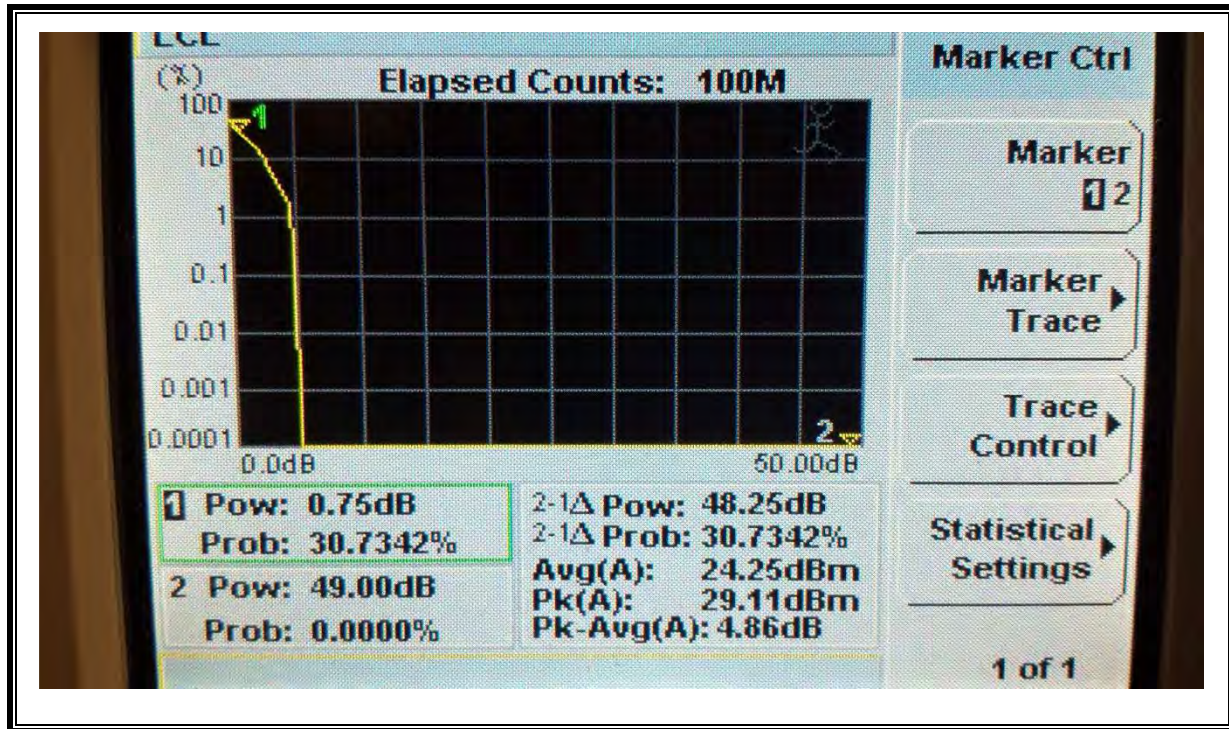 Marker Ctrl
(%)
Elapsed Counts: 100M
100
1
10
1
0.1
0.01
0.001
0.0001
2
0.0dB
50.00dB
1 Pow: 0.75dB
Prob: 30.7342%
2 Pow: 49.00dB
Prob: 0.0000%
2-1Δ Pow: 48.25dB
2-1Δ Prob: 30.7342%
Avg(A): 24.25dBm
Pk(A): 29.11dBm
Pk-Avg(A): 4.86dB
Marker
1 2
Marker
Trace
Trace
Control
Statistical
Settings
1 of 1